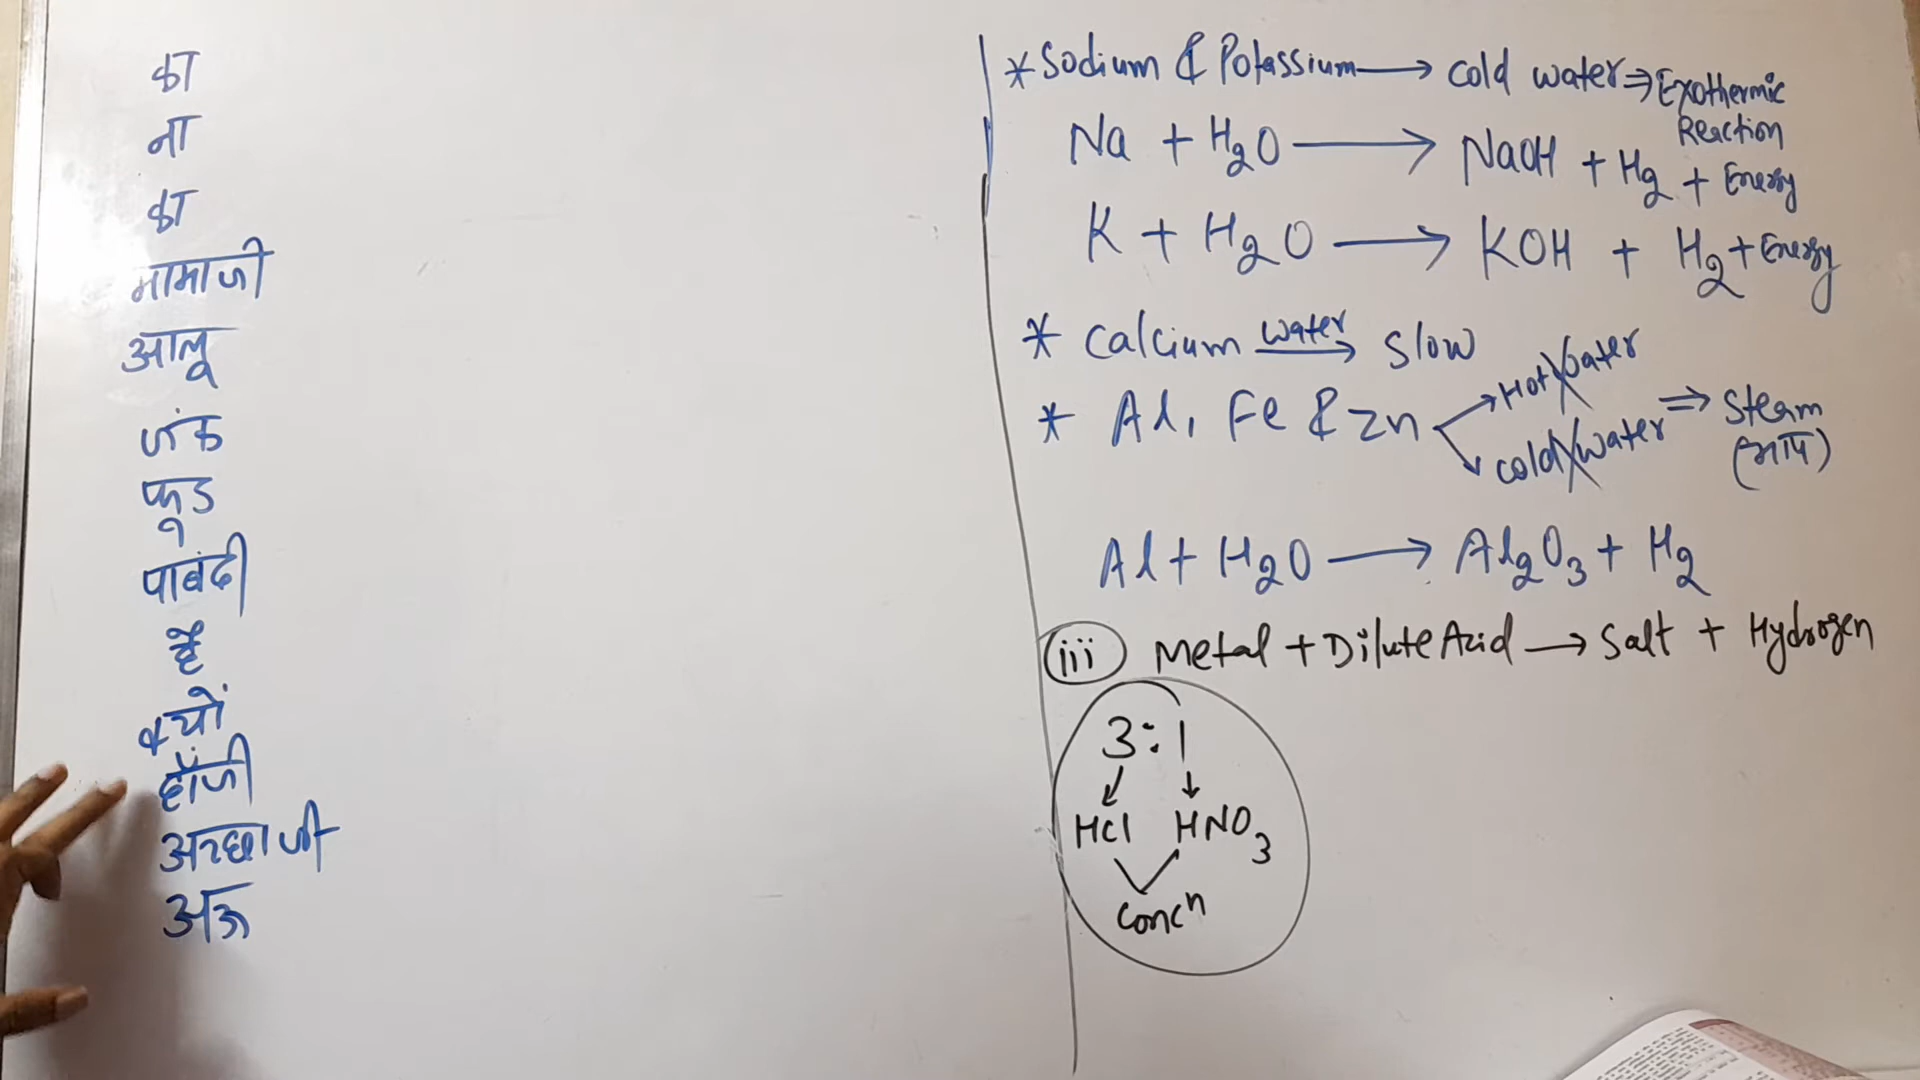 का
ना
का
मामाजी
आलू
जंक
फूड
पाबंदी
है
क्यों
हाँजी
अच्छा जी
अऊ
* Sodium & Potassium → cold water ⇒ Exothermic Reaction
Na + H₂O → NaOH + H₂ + Energy
K + H₂O → KOH + H₂ + Energy
* Calcium water → Slow
* Al, Fe & Zn
Hot water
cold water
⇒ Steam
(भाप)
Al + H₂O → Al₂O₃ + H₂
iii Metal + Dilute Acid → Salt + Hydrogen
3:1
HCl HNO₃
concⁿ